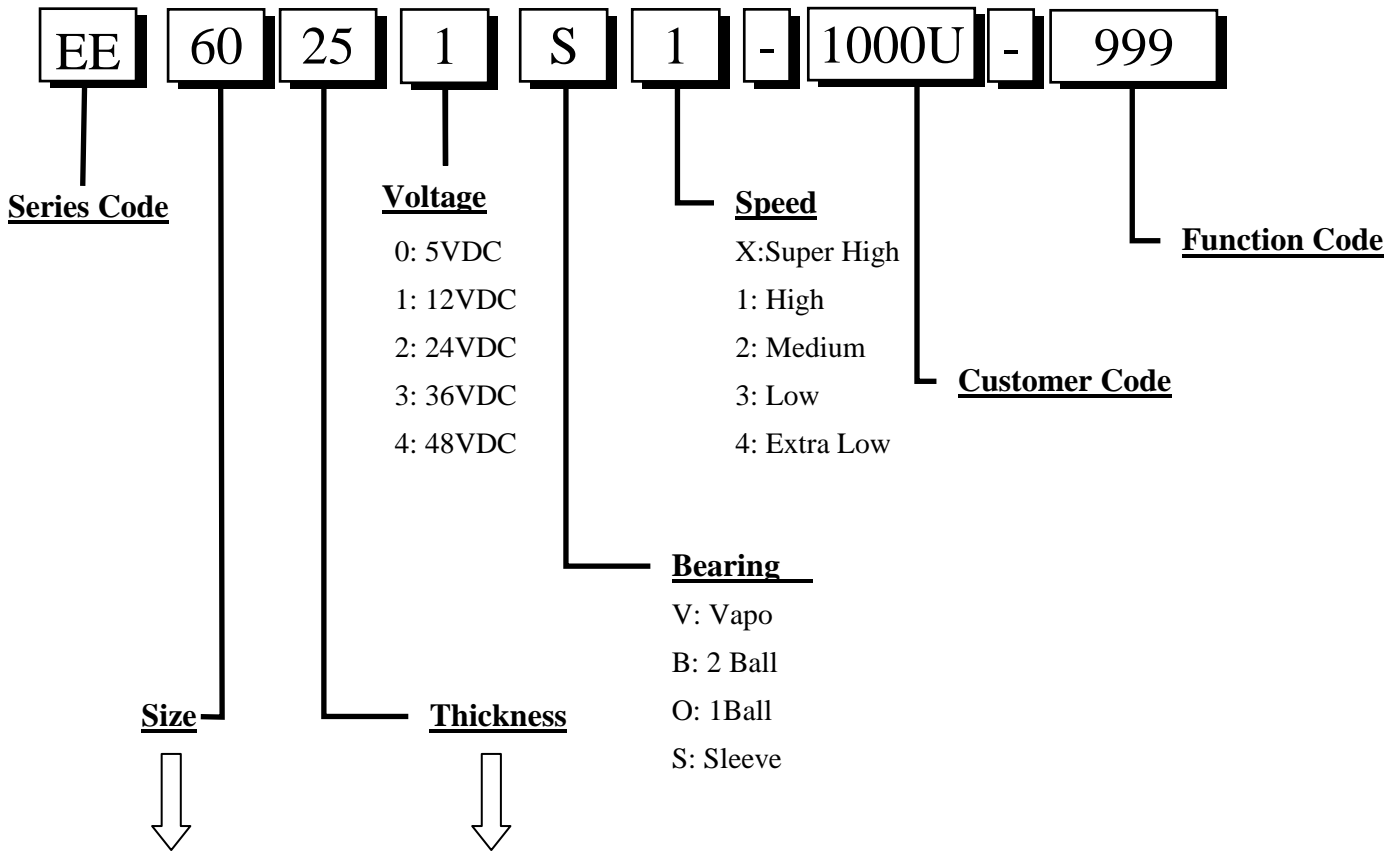 EE 60 25 1 S 1 - 1000U - 999
Series Code
Voltage
0: 5VDC
1: 12VDC
2: 24VDC
3: 36VDC
4: 48VDC
Speed
X:Super High
1: High
2: Medium
3: Low
4: Extra Low
Function Code
Customer Code
Bearing
V: Vapo
B: 2 Ball
O: 1Ball
S: Sleeve
Size
Thickness